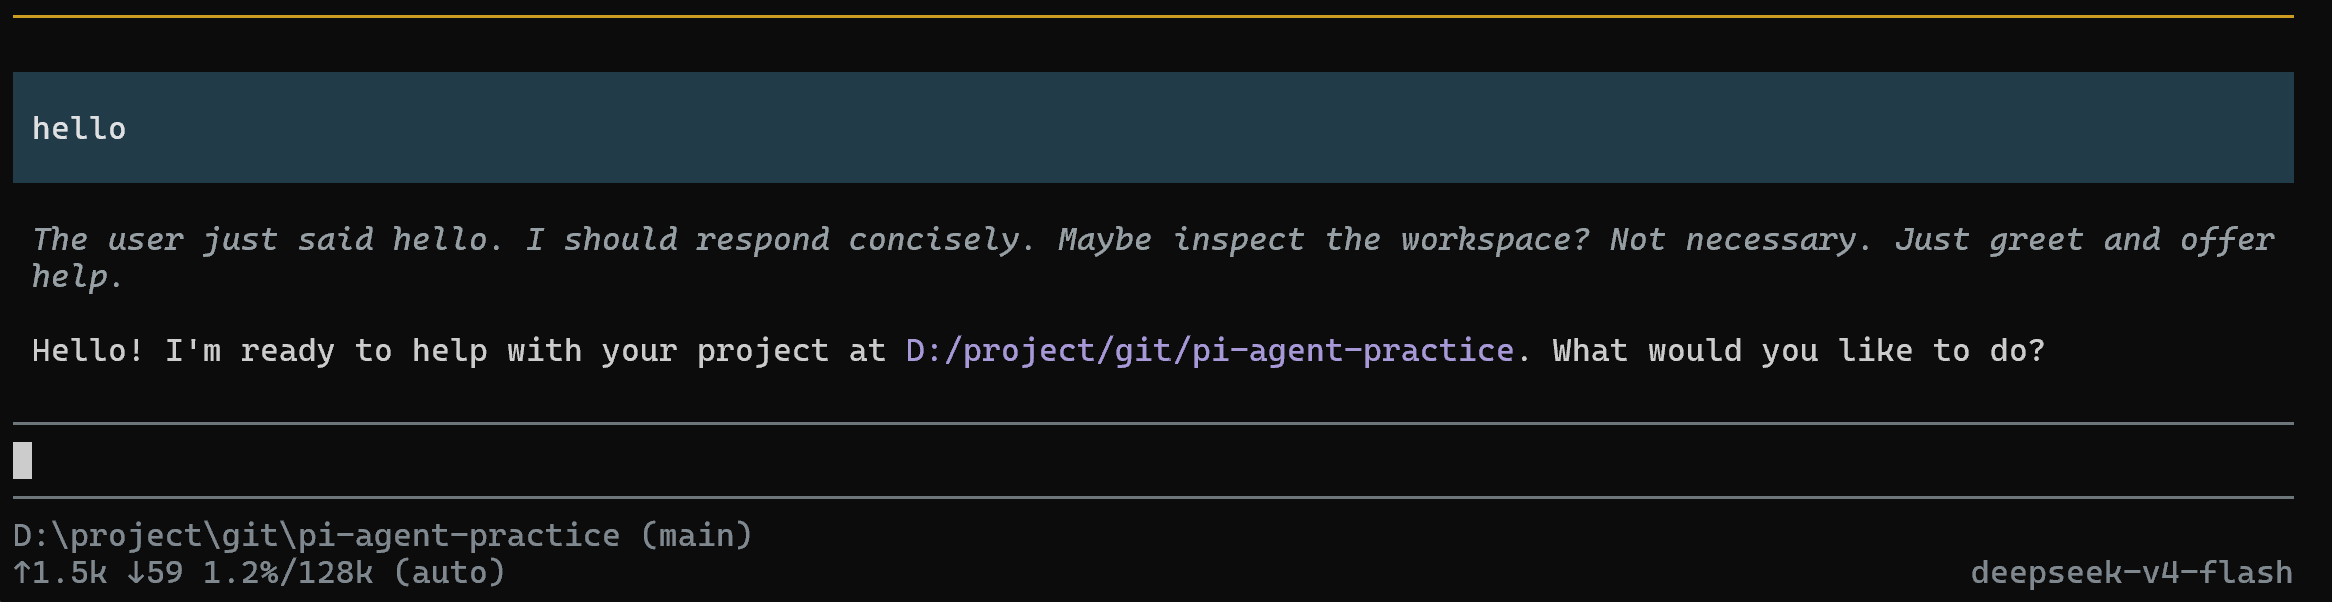 hello
The user just said hello. I should respond concisely. Maybe inspect the workspace? Not necessary. Just greet and offer
help.
Hello! I'm ready to help with your project at D:/project/git/pi-agent-practice. What would you like to do?
D:\project\git\pi-agent-practice (main)
↑1.5k ↓59 1.2%/128k (auto) deepseek-v4-flash